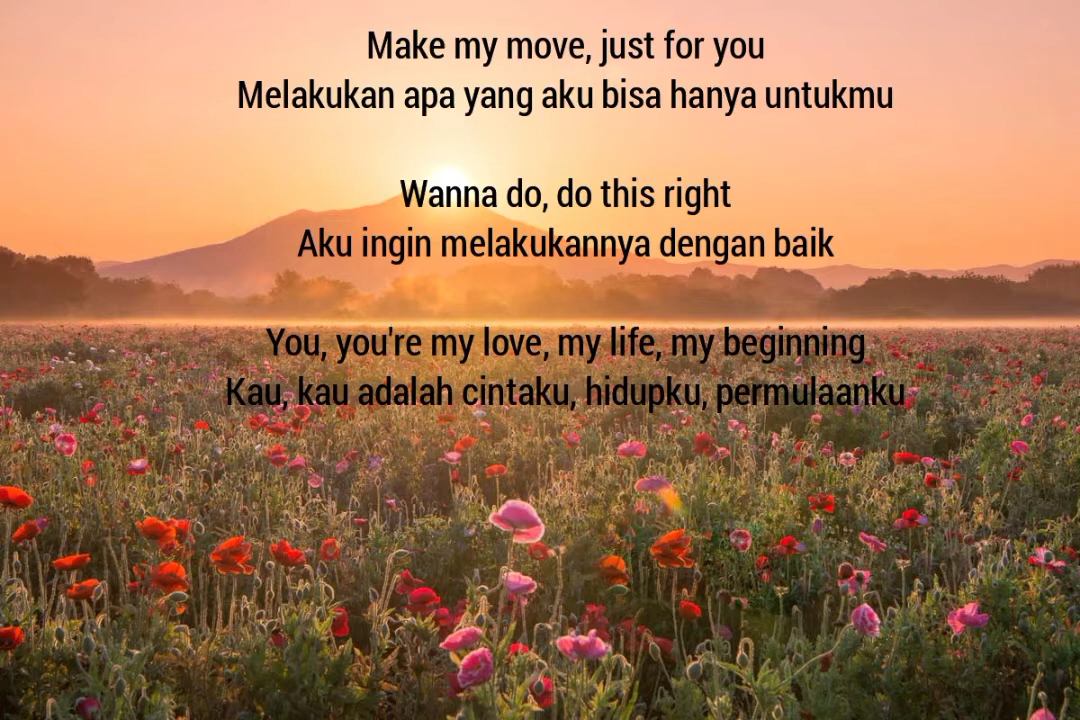 Make my move, just for you
Melakukan apa yang aku bisa hanya untukmu
Wanna do, do this right
Aku ingin melakukannya dengan baik
You, you're my love, my life, my beginning
Kau, kau adalah cintaku, hidupku, permulaanku